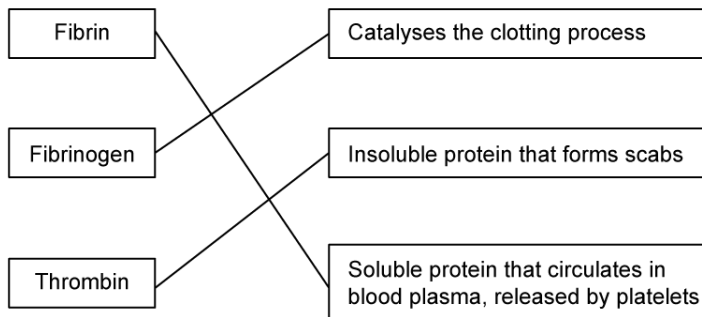 Fibrin
Catalyses the clotting process
Fibrinogen
Insoluble protein that forms scabs
Thrombin
Soluble protein that circulates in
blood plasma, released by platelets